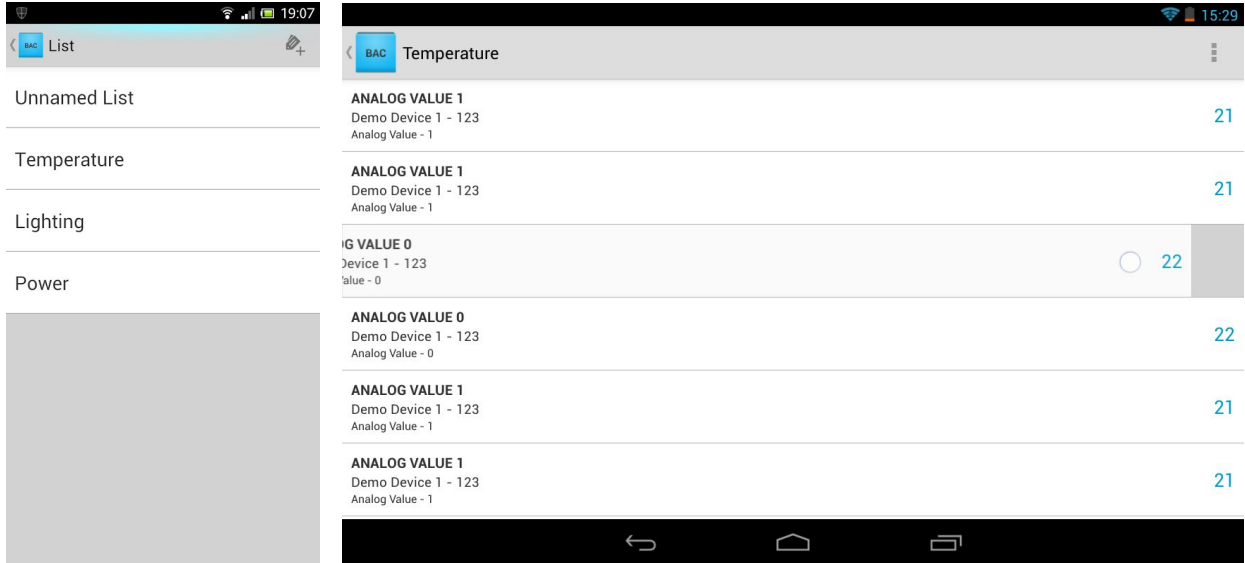 19:07
BAC List
Unnamed List
Temperature
Lighting
Power
15:29
BAC Temperature
ANALOG VALUE 1
Demo Device 1 - 123
Analog Value - 1
21
ANALOG VALUE 1
Demo Device 1 - 123
Analog Value - 1
21
G VALUE 0
Device 1 - 123
alue - 0
22
ANALOG VALUE 0
Demo Device 1 - 123
Analog Value - 0
22
ANALOG VALUE 1
Demo Device 1 - 123
Analog Value - 1
21
ANALOG VALUE 1
Demo Device 1 - 123
Analog Value - 1
21